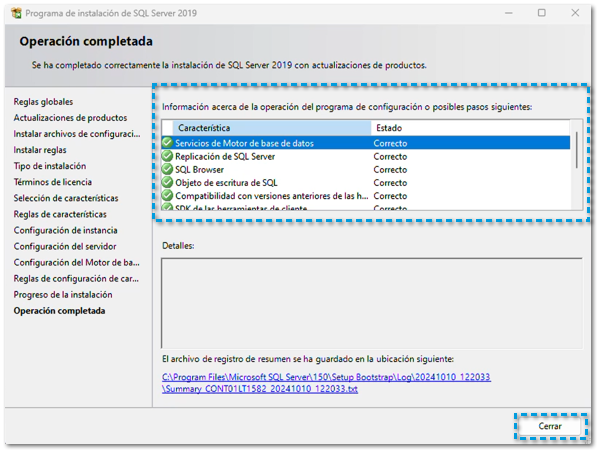 Programa de instalación de SQL Server 2019
Operación completada
Se ha completado correctamente la instalación de SQL Server 2019 con actualizaciones de productos.
Reglas globales
Actualizaciones de productos
Instalar archivos de configuraci...
Instalar reglas
Tipo de instalación
Términos de licencia
Selección de características
Reglas de características
Configuración de instancia
Configuración del servidor
Configuración del Motor de ba...
Reglas de configuración de car...
Progreso de la instalación
Operación completada
Información acerca de la operación del programa de configuración o posibles pasos siguientes:
Característica Estado
Servicios de Motor de base de datos Correcto
Replicación de SQL Server Correcto
SQL Browser Correcto
Objeto de escritura de SQL Correcto
Compatibilidad con versiones anteriores de las h... Correcto
SDK de las herramientas de cliente Correcto
Detalles:
El archivo de registro de resumen se ha guardado en la ubicación siguiente:
C:\Program Files\Microsoft SQL Server\150\Setup Bootstrap\Log\20241010_122033
\Summary_CONT01LT1582_20241010_122033.txt
Cerrar